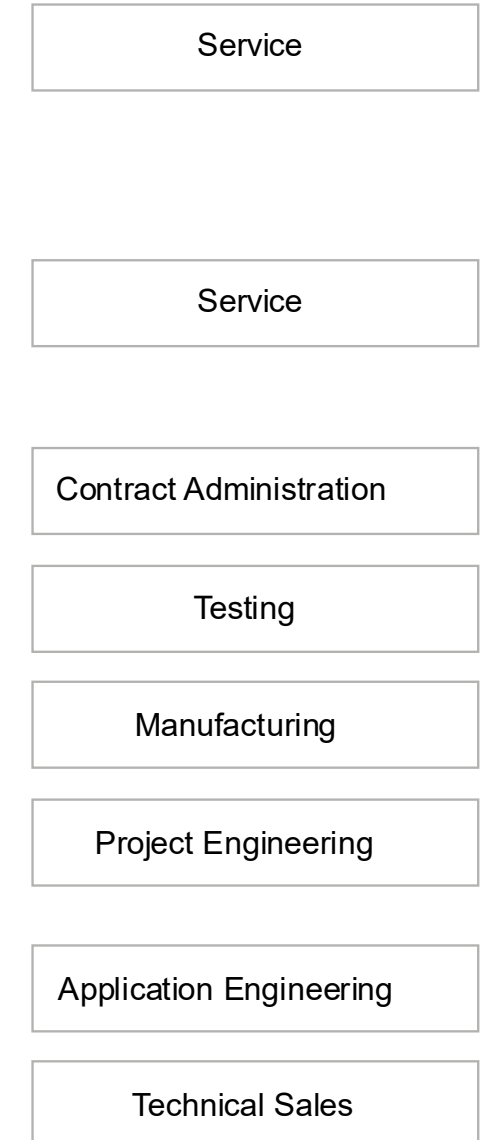 Service
Service
Contract Administration
Testing
Manufacturing
Project Engineering
Application Engineering
Technical Sales